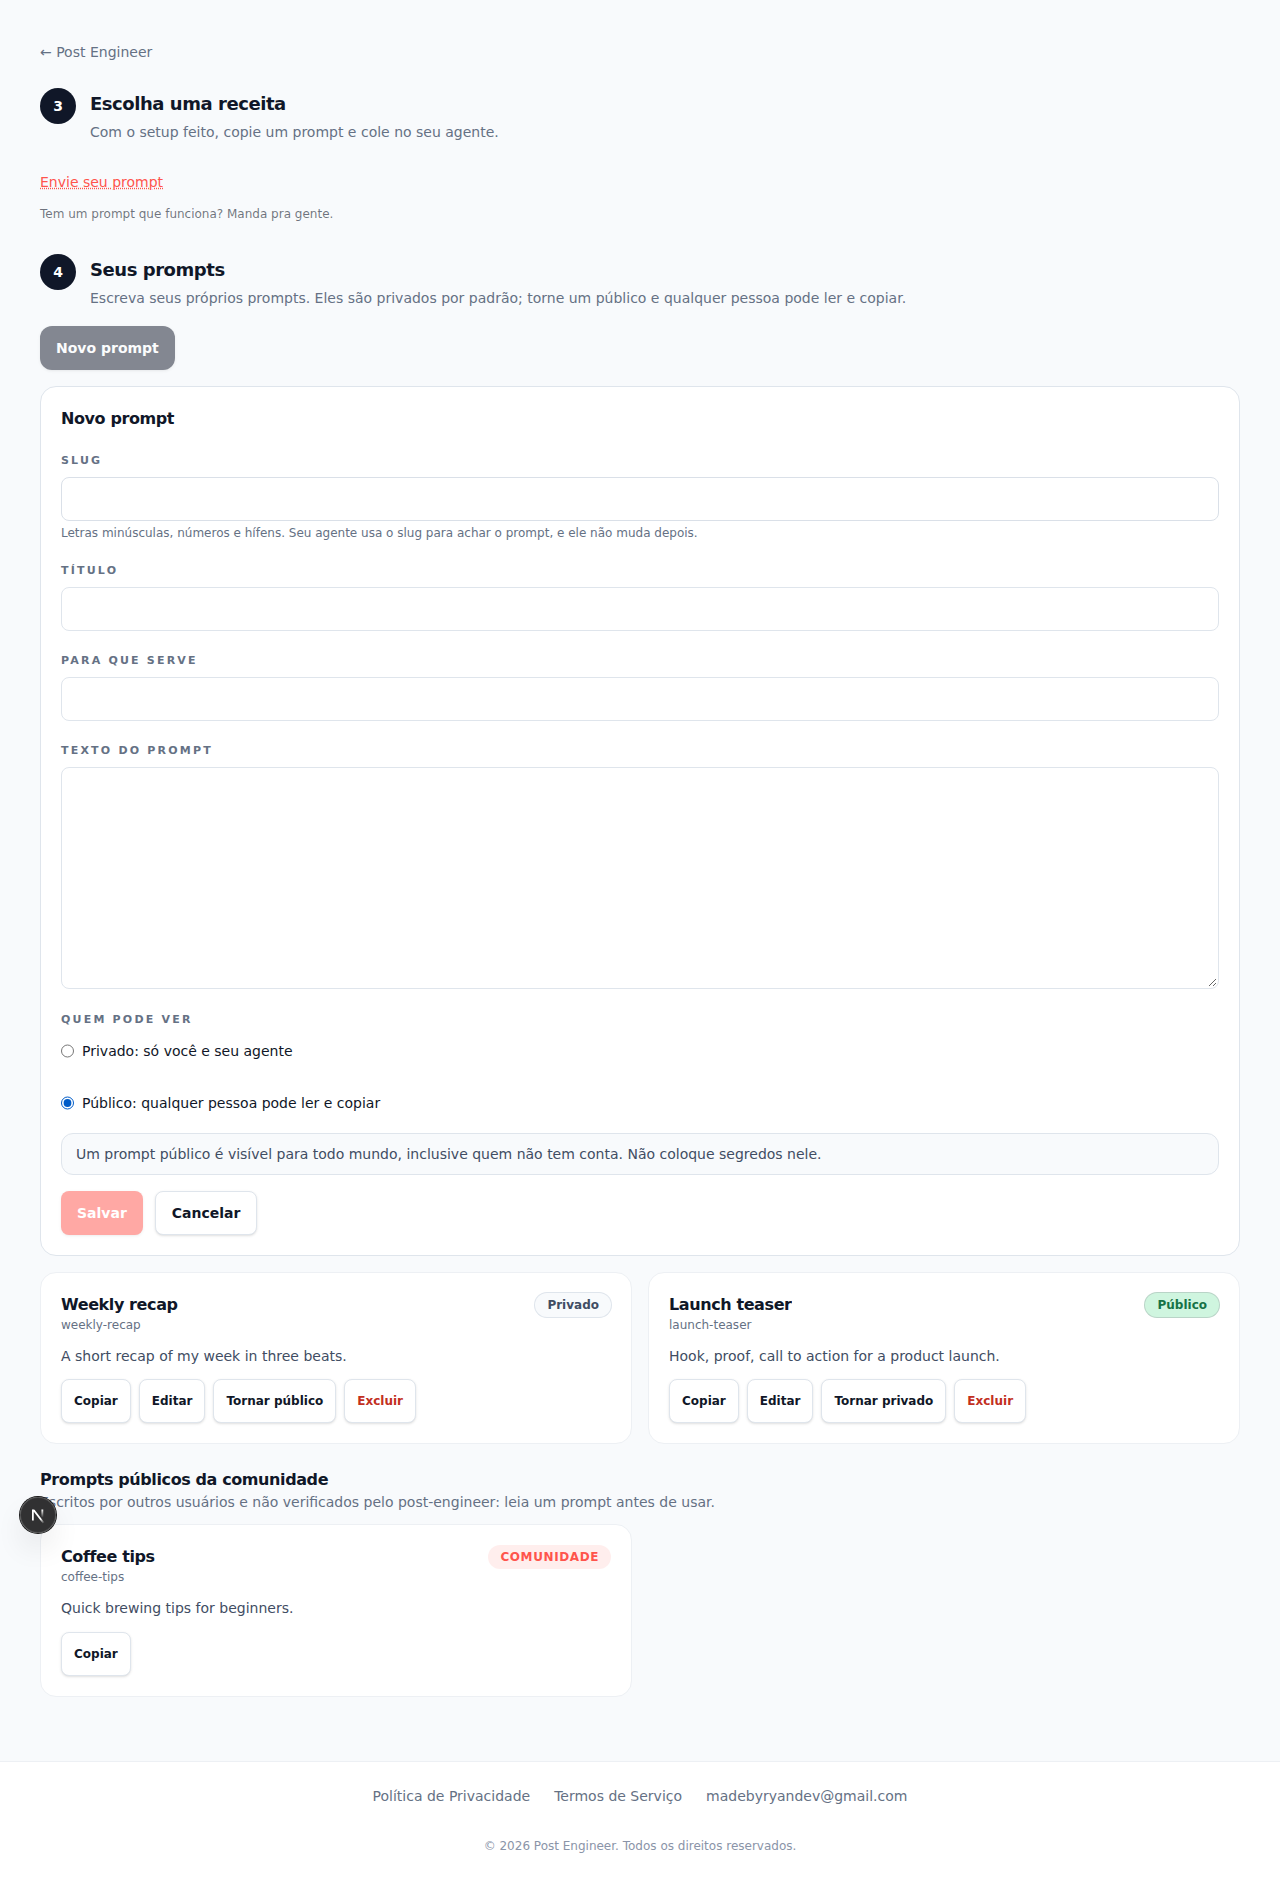 ← Post Engineer
3
Escolha uma receita
Com o setup feito, copie um prompt e cole no seu agente.
Envie seu prompt
Tem um prompt que funciona? Manda pra gente.
4
Seus prompts
Escreva seus próprios prompts. Eles são privados por padrão; torne um público e qualquer pessoa pode ler e copiar.
Novo prompt
Novo prompt
SLUG
Letras minúsculas, números e hífens. Seu agente usa o slug para achar o prompt, e ele não muda depois.
TÍTULO
PARA QUE SERVE
TEXTO DO PROMPT
QUEM PODE VER
Privado: só você e seu agente
Público: qualquer pessoa pode ler e copiar
Um prompt público é visível para todo mundo, inclusive quem não tem conta. Não coloque segredos nele.
Salvar Cancelar
Weekly recap Privado
weekly-recap
A short recap of my week in three beats.
Copiar Editar Tornar público Excluir
Launch teaser Público
launch-teaser
Hook, proof, call to action for a product launch.
Copiar Editar Tornar privado Excluir
Prompts públicos da comunidade
scritos por outros usuários e não verificados pelo post-engineer: leia um prompt antes de usar.
N
Coffee tips COMUNIDADE
coffee-tips
Quick brewing tips for beginners.
Copiar
Política de Privacidade Termos de Serviço madebyryandev@gmail.com
© 2026 Post Engineer. Todos os direitos reservados.